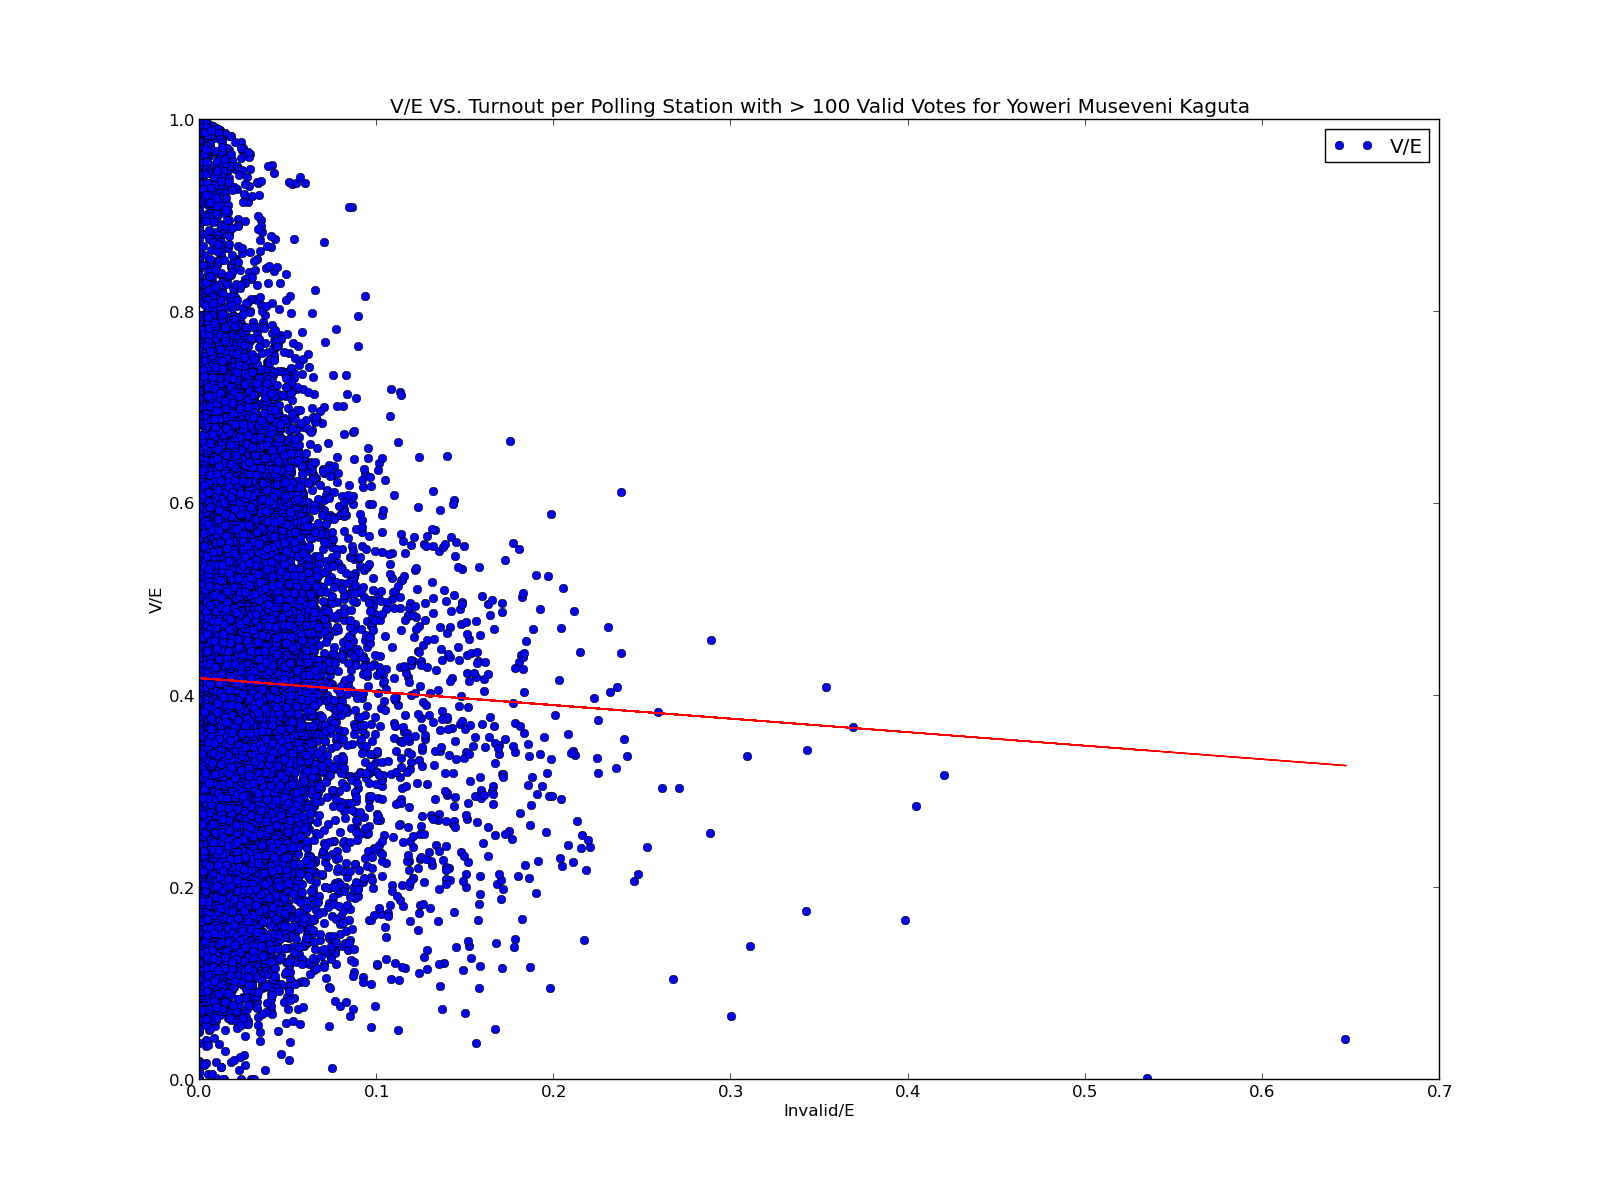 V/E VS. Turnout per Polling Station with > 100 Valid Votes for Yoweri Museveni Kaguta
V/E
1.0
0.8
0.6
0.4
0.2
0.0
V/E
0.0 0.1 0.2 0.3 0.4 0.5 0.6 0.7
Invalid/E